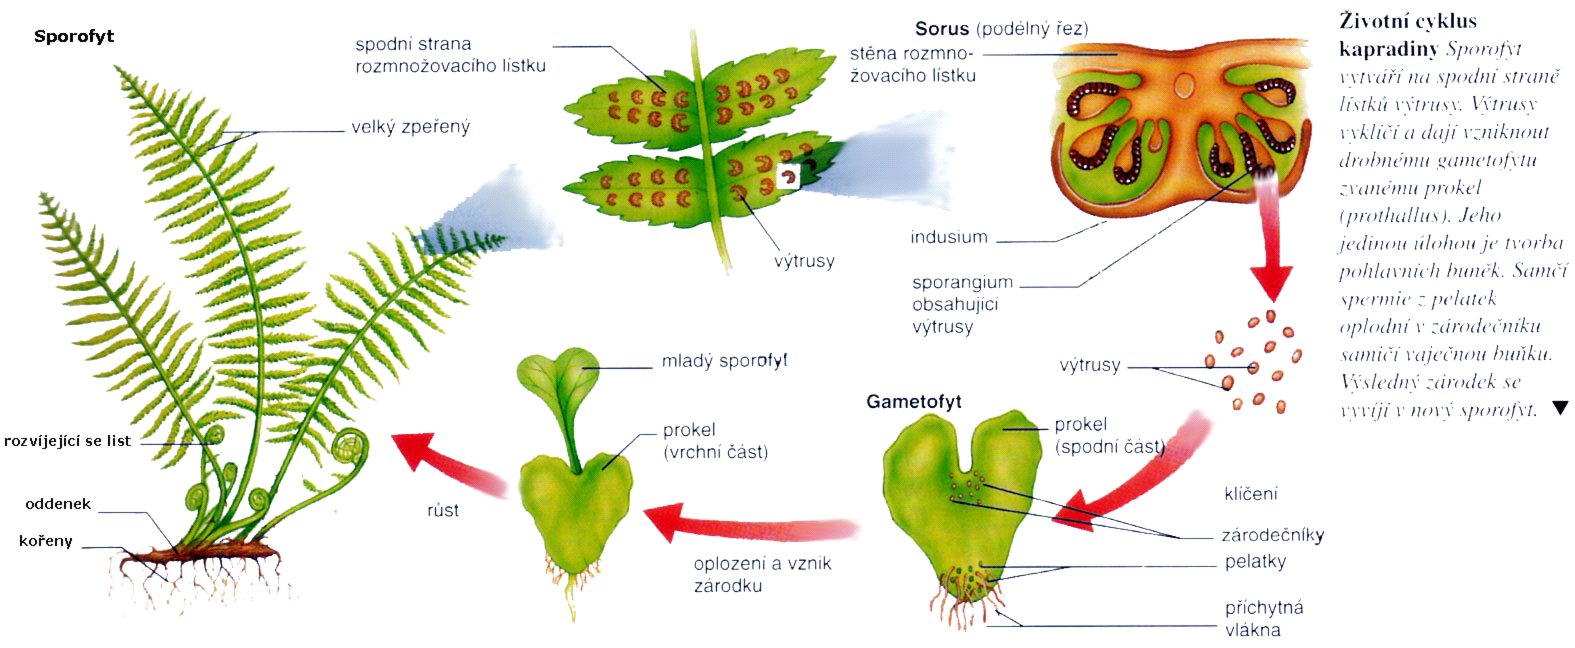 Sporofyt
spodní strana
rozmnožovacího lístku
velký zpeřený
výtrusy
rozvíjející se list
oddenek
kořeny
Sorus (podélný řez)
stěna rozmno-
žovacího lístku
indusium
sporangium
obsahující
výtrusy
výtrusy
Gametofyt
prokel
(spodní část)
klíčení
zárodečníky
pelatky
příchytná
vlákna
oplození a vznik
zárodku
mladý sporofyt
prokel
(vrchní část)
růst
Životní cyklus
kapradiny Sporofyt
vytváří na spodní straně
lístků výtrusy. Výtrusy
vyklíčí a dají vzniknout
drobnému gametofytu
zvanému prokel
(prothallus). Jeho
jedinou úlohou je tvorba
pohlavních buněk. Samčí
spermie z pelatek
oplodní v zárodečníku
samičí vaječnou buňku.
Výsledný zárodek se
vyvíjí v nový sporofyt. ▼